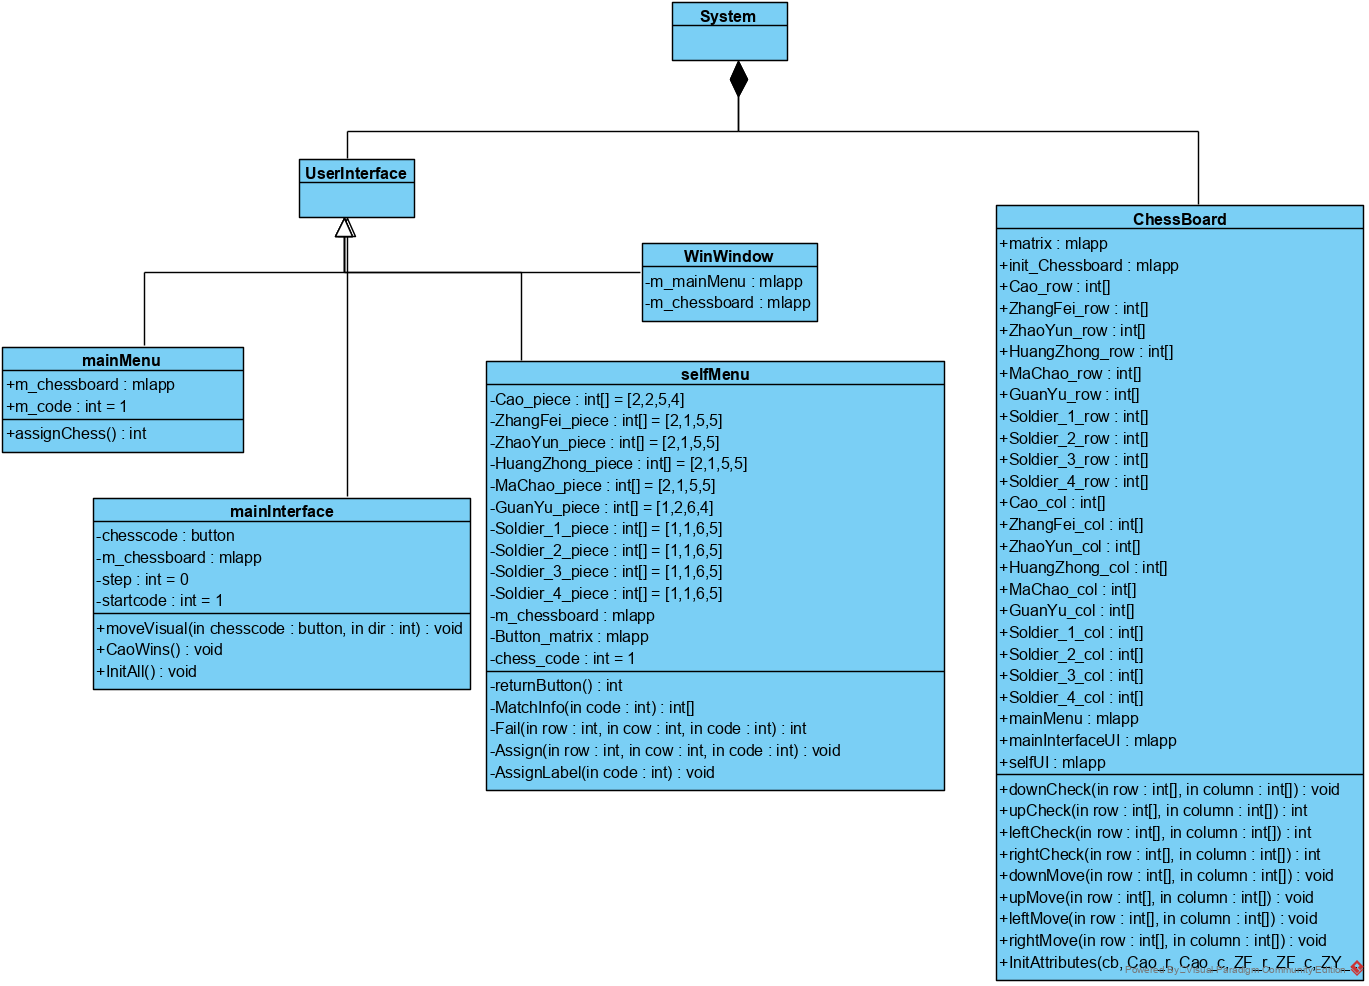 System
UserInterface
WinWindow
-m_mainMenu : mlapp
-m_chessboard : mlapp
mainMenu
+m_chessboard : mlapp
+m_code : int = 1
+assignChess() : int
mainInterface
-chesscode : button
-m_chessboard : mlapp
-step : int = 0
-startcode : int = 1
+moveVisual(in chesscode : button, in dir : int) : void
+CaoWins() : void
+InitAll() : void
selfMenu
-Cao_piece : int[] = [2,2,5,4]
-ZhangFei_piece : int[] = [2,1,5,5]
-ZhaoYun_piece : int[] = [2,1,5,5]
-HuangZhong_piece : int[] = [2,1,5,5]
-MaChao_piece : int[] = [2,1,5,5]
-GuanYu_piece : int[] = [1,2,6,4]
-Soldier_1_piece : int[] = [1,1,6,5]
-Soldier_2_piece : int[] = [1,1,6,5]
-Soldier_3_piece : int[] = [1,1,6,5]
-Soldier_4_piece : int[] = [1,1,6,5]
-m_chessboard : mlapp
-Button_matrix : mlapp
-chess_code : int = 1
-returnButton() : int
-MatchInfo(in code : int) : int[]
-Fail(in row : int, in cow : int, in code : int) : int
-Assign(in row : int, in cow : int, in code : int) : void
-AssignLabel(in code : int) : void
ChessBoard
+matrix : mlapp
+init_Chessboard : mlapp
+Cao_row : int[]
+ZhangFei_row : int[]
+ZhaoYun_row : int[]
+HuangZhong_row : int[]
+MaChao_row : int[]
+GuanYu_row : int[]
+Soldier_1_row : int[]
+Soldier_2_row : int[]
+Soldier_3_row : int[]
+Soldier_4_row : int[]
+Cao_col : int[]
+ZhangFei_col : int[]
+ZhaoYun_col : int[]
+HuangZhong_col : int[]
+MaChao_col : int[]
+GuanYu_col : int[]
+Soldier_1_col : int[]
+Soldier_2_col : int[]
+Soldier_3_col : int[]
+Soldier_4_col : int[]
+mainMenu : mlapp
+mainInterfaceUI : mlapp
+selfUI : mlapp
+downCheck(in row : int[], in column : int[]) : void
+upCheck(in row : int[], in column : int[]) : int
+leftCheck(in row : int[], in column : int[]) : int
+rightCheck(in row : int[], in column : int[]) : int
+downMove(in row : int[], in column : int[]) : void
+upMove(in row : int[], in column : int[]) : void
+leftMove(in row : int[], in column : int[]) : void
+rightMove(in row : int[], in column : int[]) : void
+InitAttributes(cb, Cao_r, Cao_c, ZF_r, ZF_c, ZY_
Powered By Visual Paradigm Community Edition